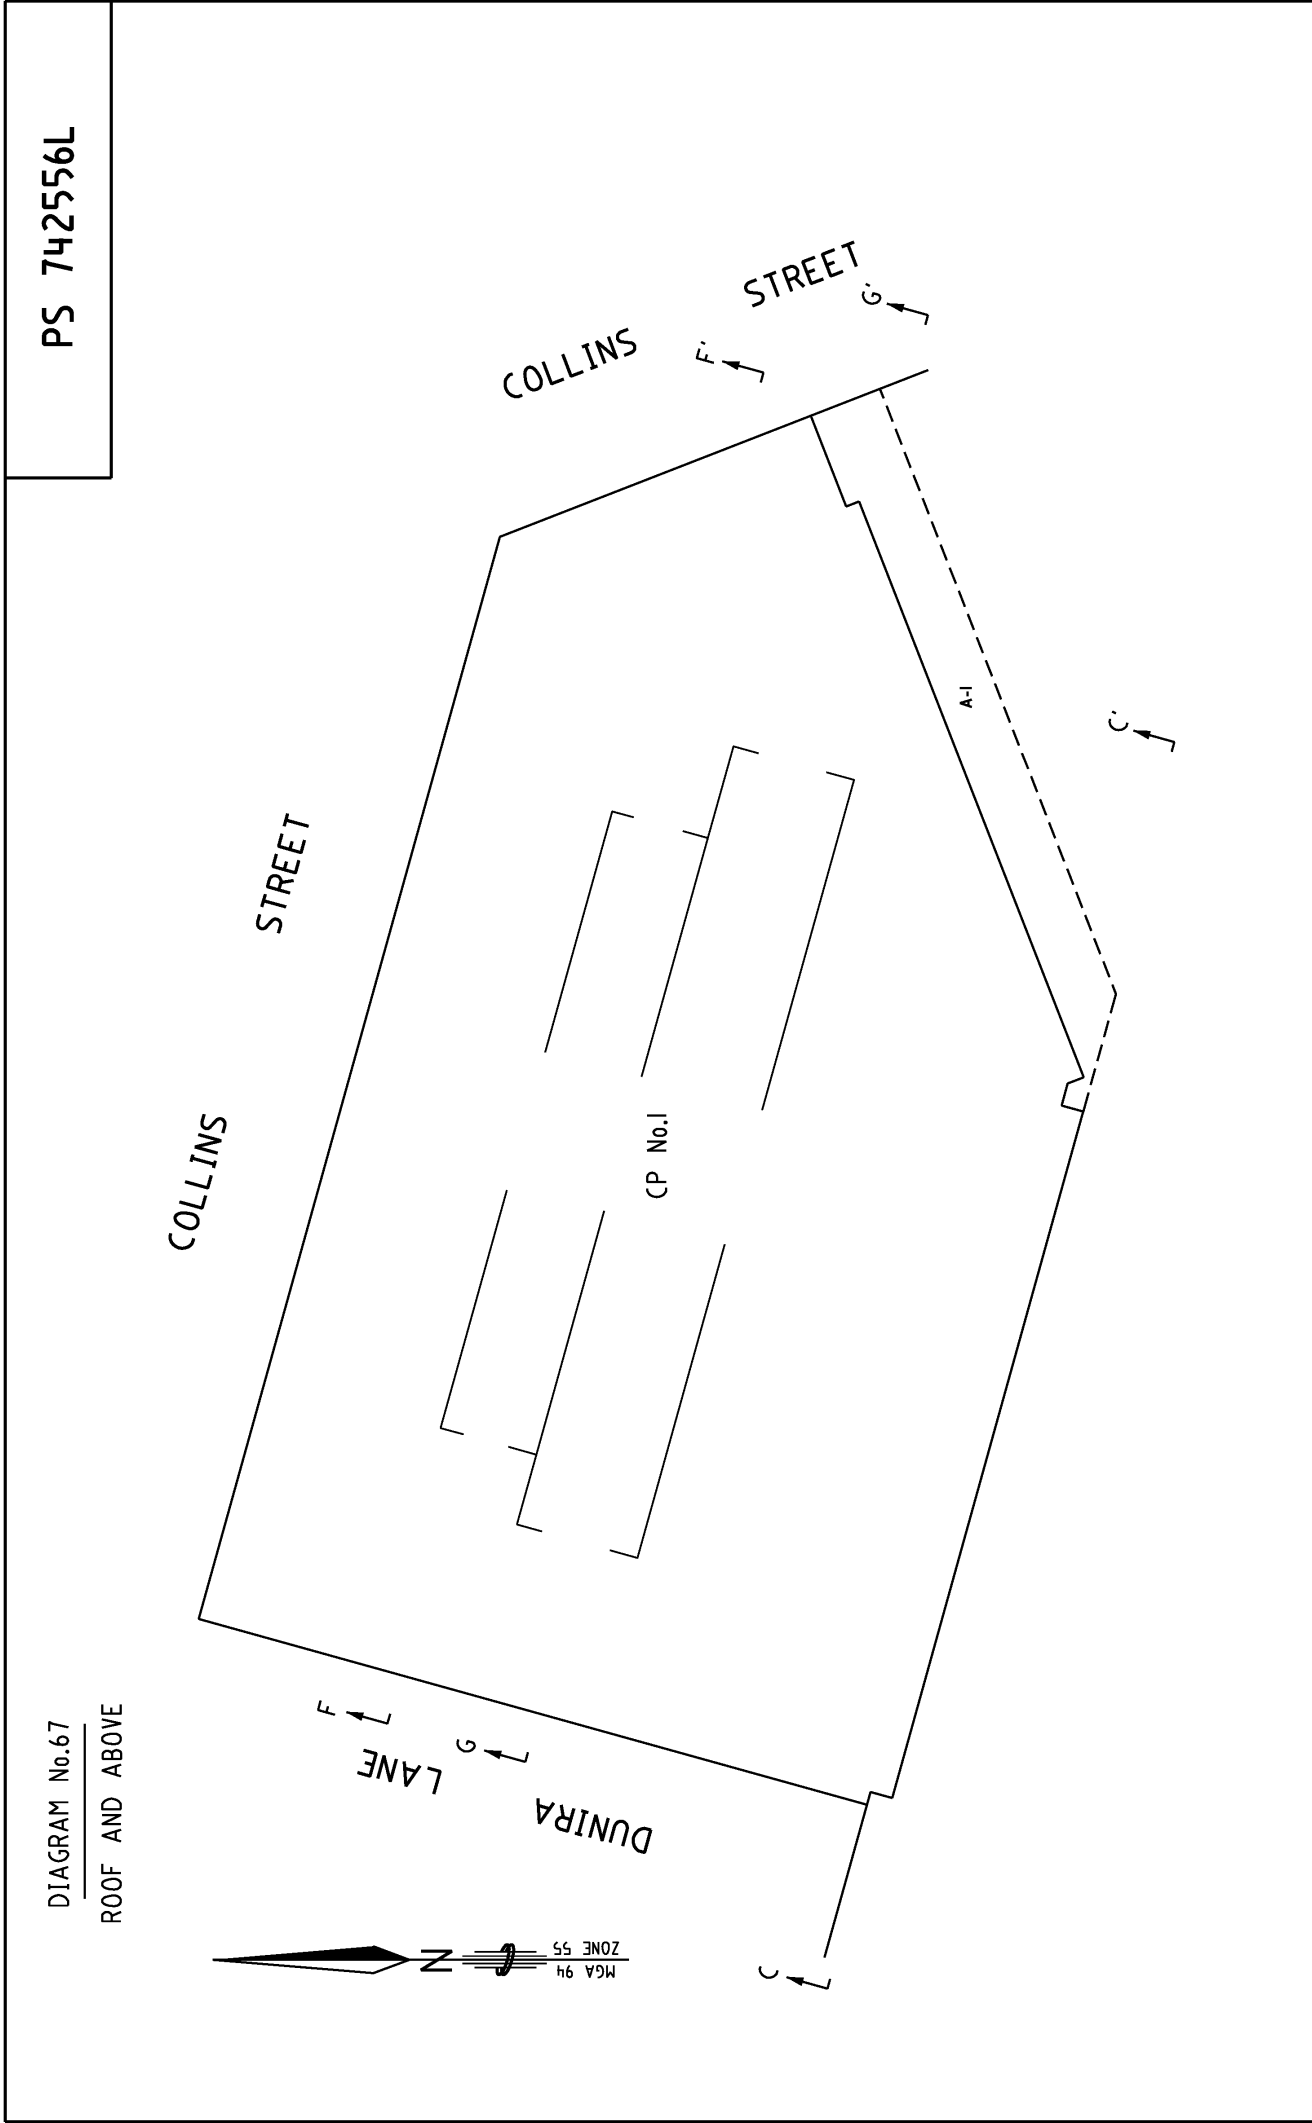 DIAGRAM No.67
ROOF AND ABOVE
PS 742556L
COLLINS STREET
COLLINS STREET
F'
G'
C'
A-1
CP No.1
F
G
C
DUNIRA LANE
N
MGA 94
ZONE 55